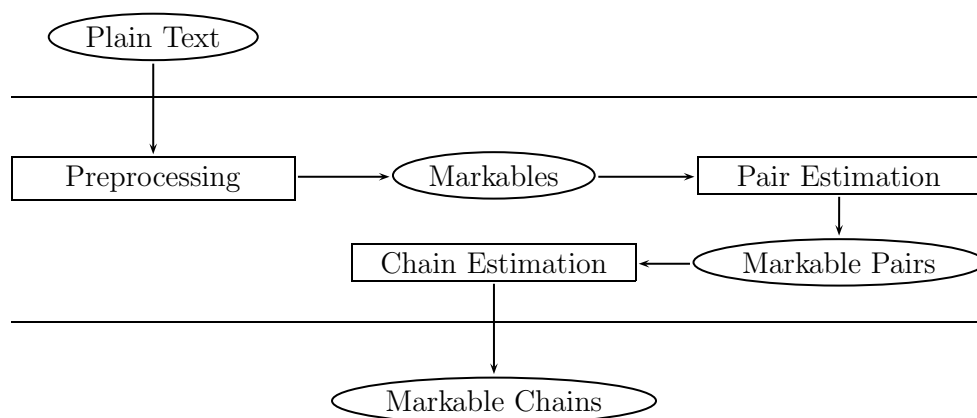 Plain Text
Preprocessing
Markables
Pair Estimation
Chain Estimation
Markable Pairs
Markable Chains